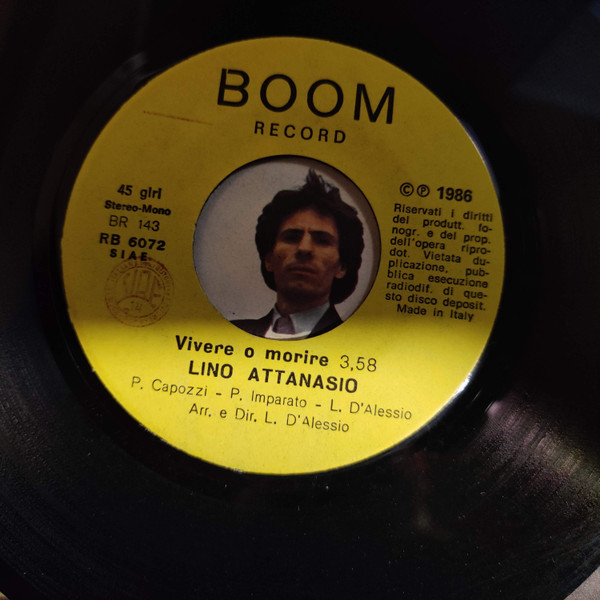 BOOM
RECORD
45 giri
Stereo-Mono
BR 143
RB 6072
S.I.A.E.
© ℗ 1986
Riservati i diritti
dei produtt. fo-
nogr. e dei prop.
dell'opera ripro-
dot. Vietata du-
plicazione, pub-
blica esecuzione
radiodif. di que-
sto disco deposit.
Made in Italy
Vivere o morire 3,58
LINO ATTANASIO
P. Capozzi - P. Imparato - L. D'Alessio
Arr. e Dir. L. D'Alessio